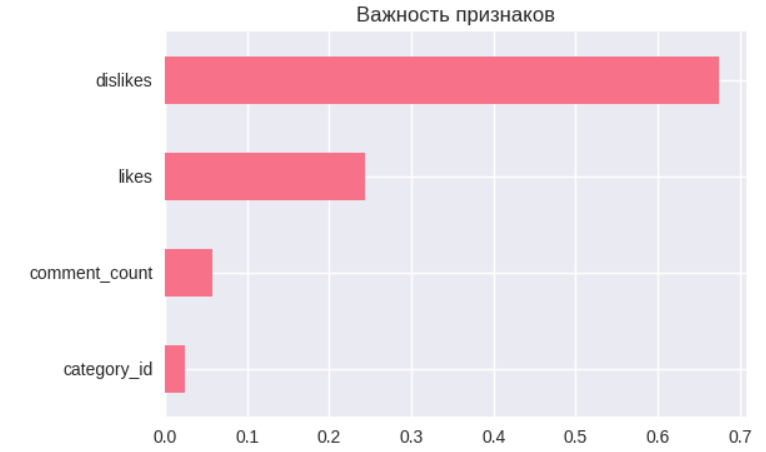 Важность признаков
dislikes
likes
comment_count
category_id
0.0 0.1 0.2 0.3 0.4 0.5 0.6 0.7